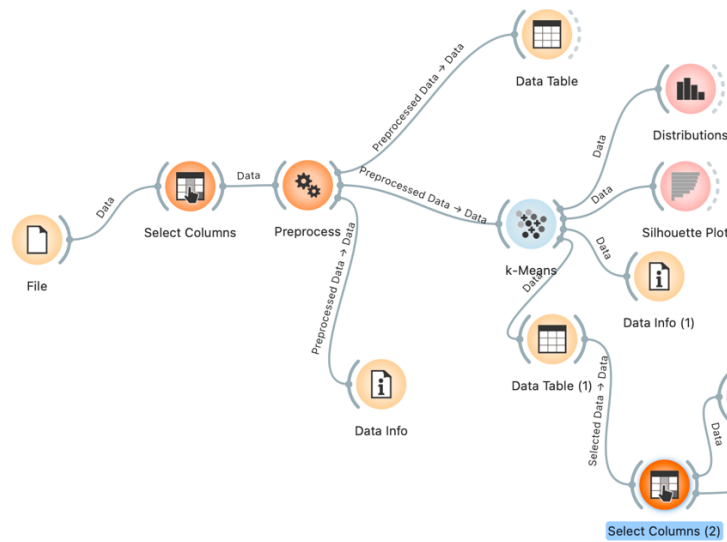 Data Table
Preprocessed Data → Data
Data
Distributions
Data
Data
Preprocessed Data → Data
Select Columns
Preprocess
Data
Silhouette Plot
File
k-Means
Data
Data
Preprocessed Data → Data
Data Info (1)
Data Table (1)
Selected Data → Data
Data Info
Data
Select Columns (2)